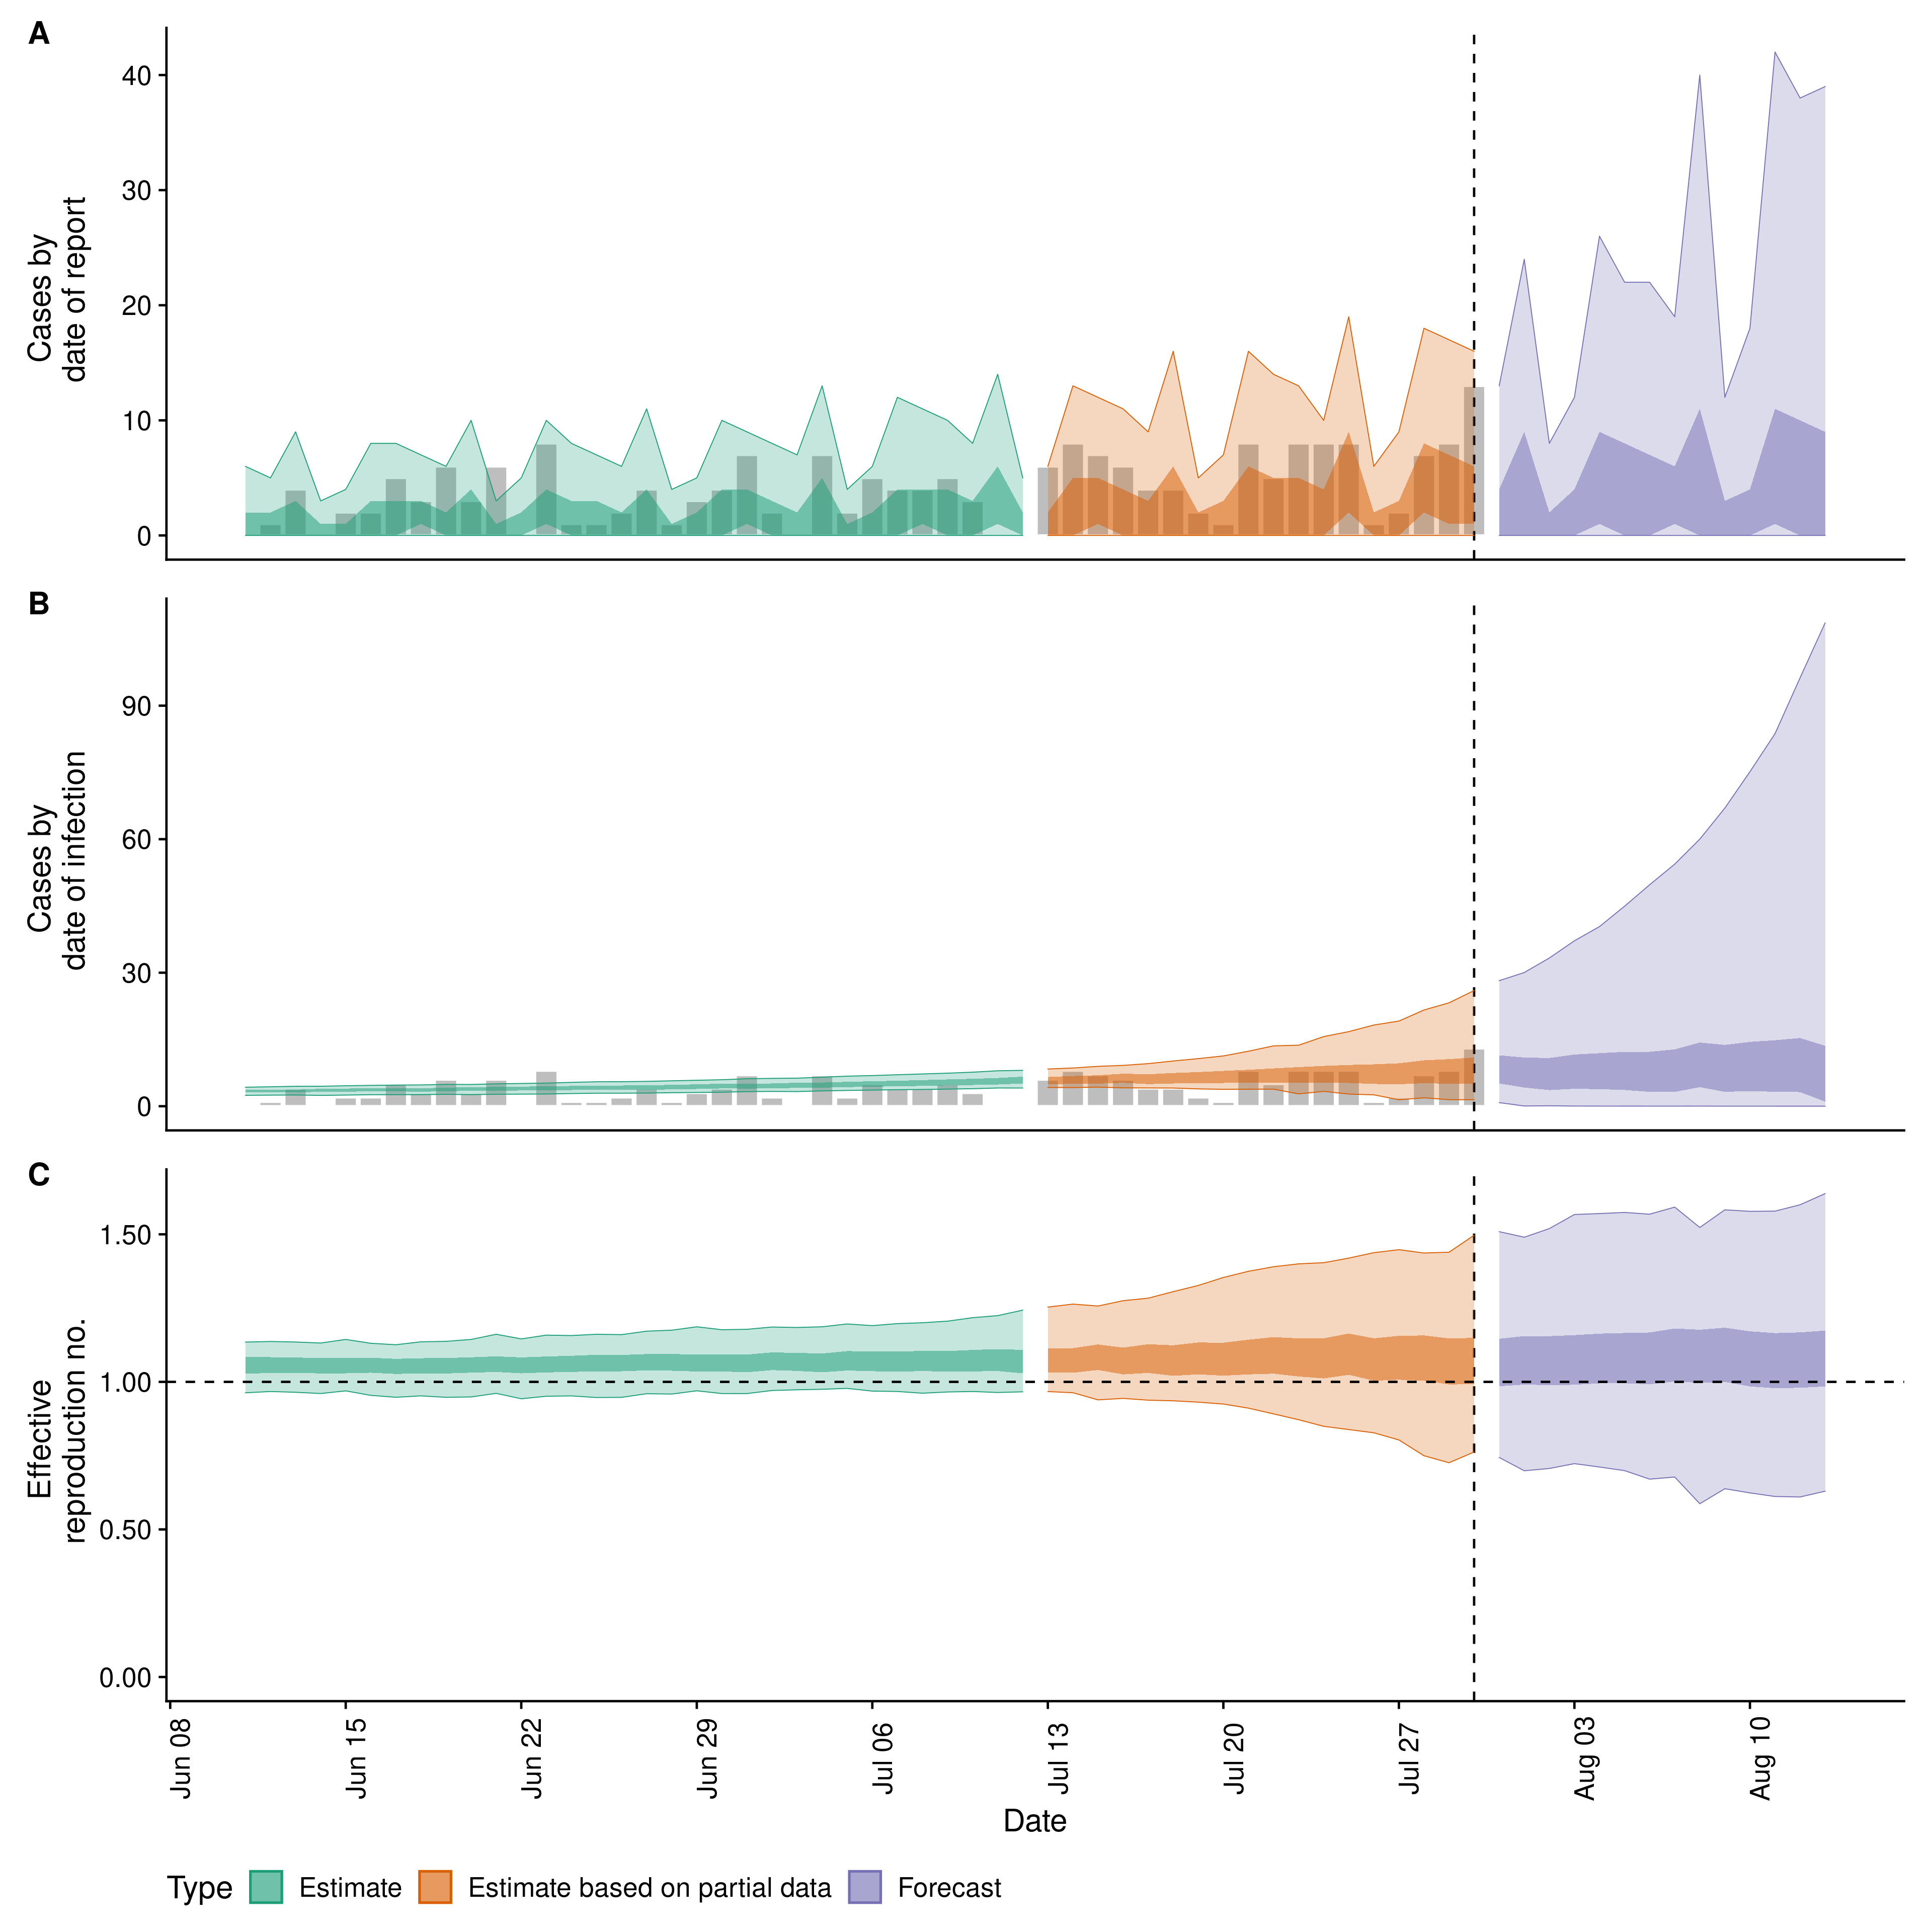 A
40
30
20
10
0
Cases by
date of report
B
90
60
30
0
Cases by
date of infection
C
1.50
1.00
0.50
0.00
Effective
reproduction no.
Jun 08
Jun 15
Jun 22
Jun 29
Jul 06
Jul 13
Jul 20
Jul 27
Aug 03
Aug 10
Date
Type Estimate Estimate based on partial data Forecast